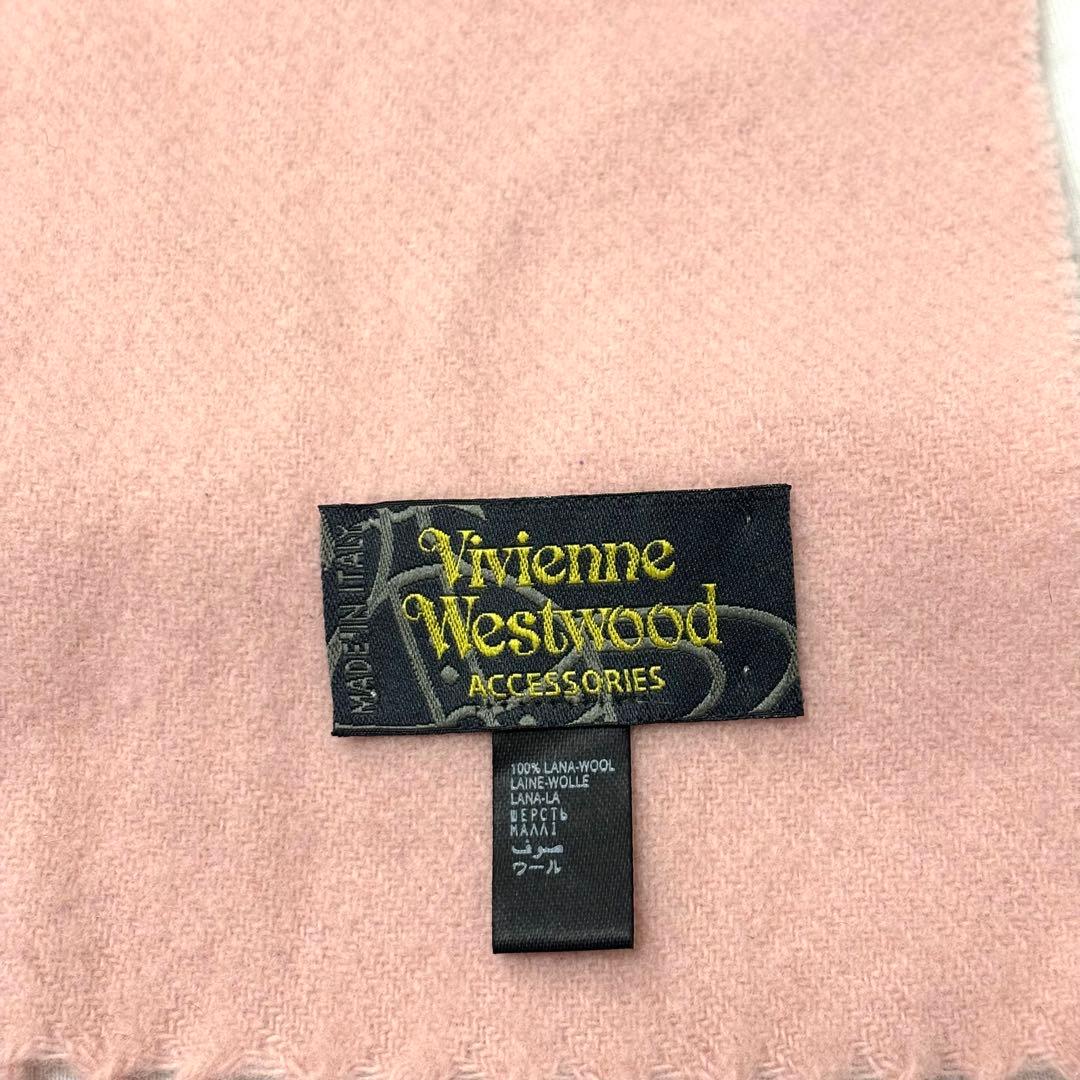 MADE IN ITALY
Vivienne
Westwood
ACCESSORIES
100% LANA-WOOL
LAINE-WOLLE
LANA-LA
ШЕРСТЬ
ΜΑΛΛΙ
صوف
ウール